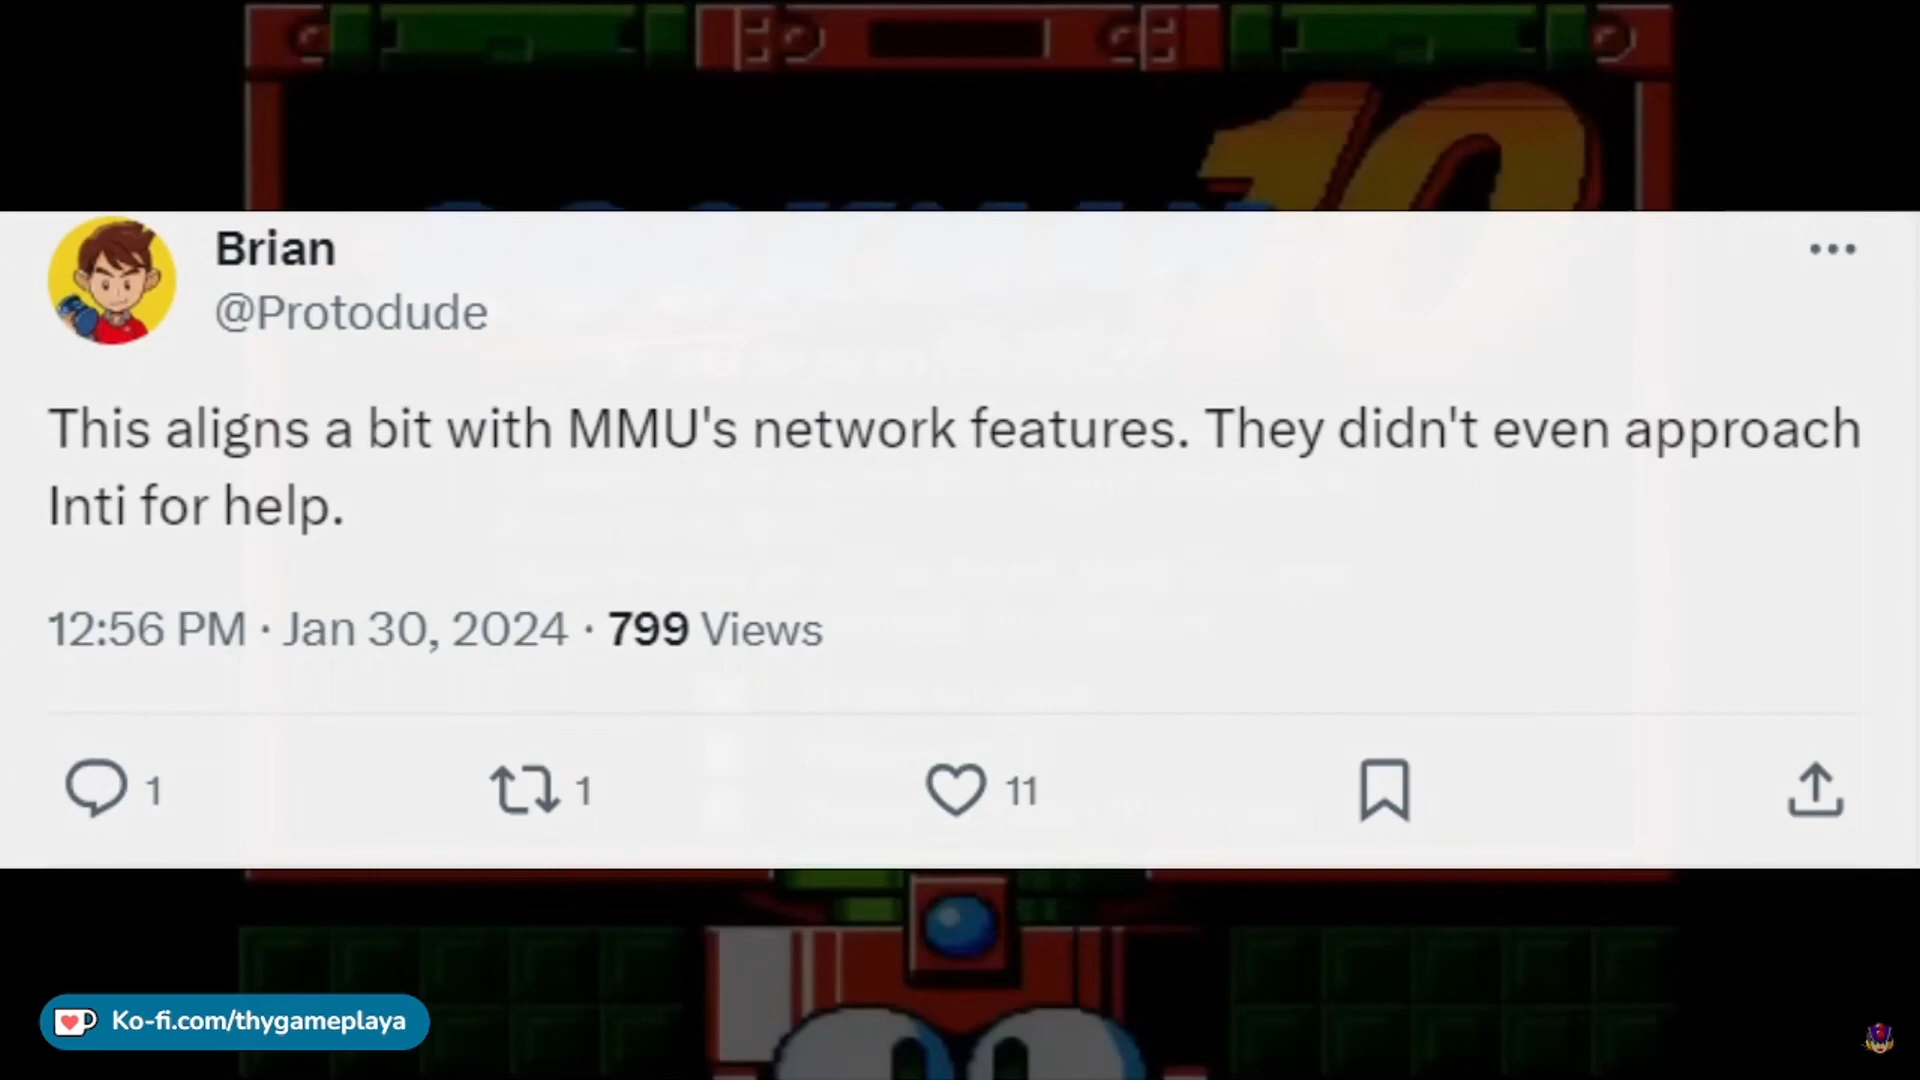 10
Brian
@Protodude
This aligns a bit with MMU's network features. They didn't even approach
Inti for help.
12:56 PM · Jan 30, 2024 · 799 Views
1
1
11
Ko-fi.com/thygameplaya